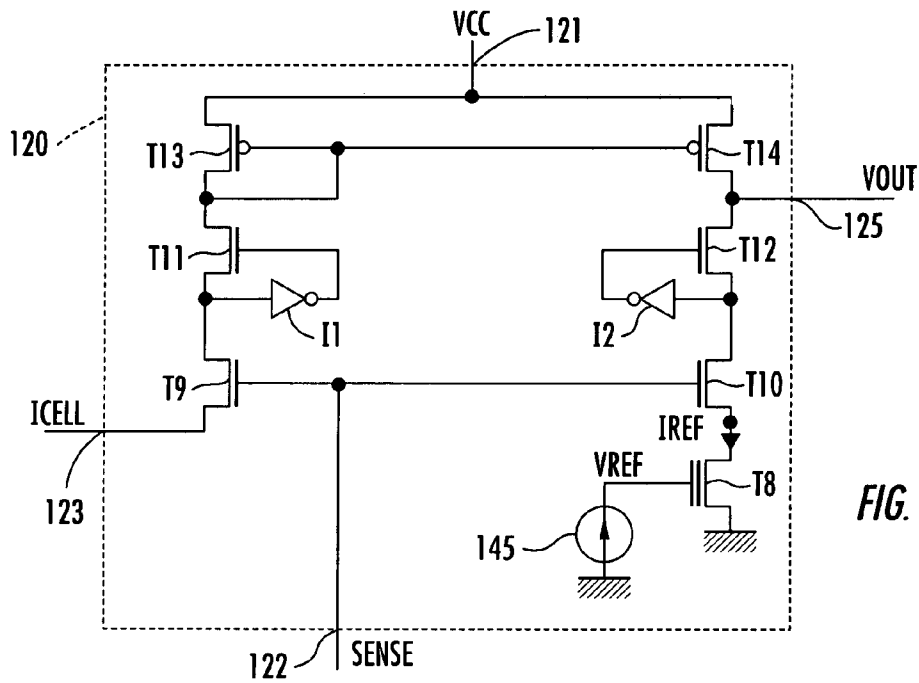 VCC
121
120
T13
T14
VOUT
125
T11
T12
I1
I2
T9
T10
ICELL
123
IREF
VREF
T8
145
FIG.
122
SENSE